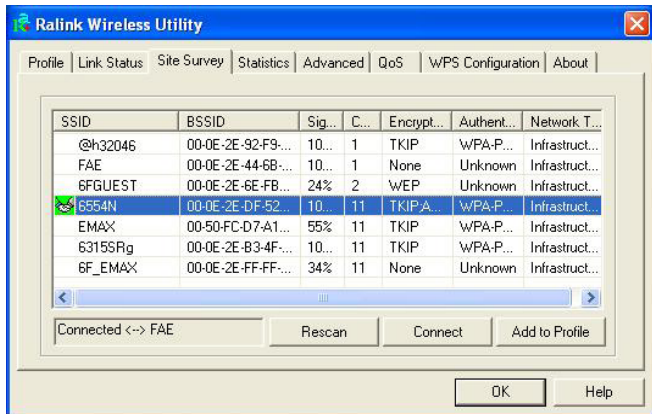 Ralink Wireless Utility
Profile Link Status Site Survey Statistics Advanced QoS WPS Configuration About
SSID BSSID Sig... C... Encrypt... Authent... Network T...
@h32046 00-0E-2E-92-F9-... 10... 1 TKIP WPA-P... Infrastruct...
FAE 00-0E-2E-44-6B-... 10... 1 None Unknown Infrastruct...
6FGUEST 00-0E-2E-6E-FB... 24% 2 WEP Unknown Infrastruct...
6554N 00-0E-2E-DF-52... 10... 11 TKIP;A... WPA-P... Infrastruct...
EMAX 00-50-FC-D7-A1... 55% 11 TKIP WPA-P... Infrastruct...
6315SRg 00-0E-2E-B3-4F-... 10... 11 TKIP WPA-P... Infrastruct...
6F_EMAX 00-0E-2E-FF-FF-... 34% 11 None Unknown Infrastruct...
Connected <--> FAE Rescan Connect Add to Profile
OK Help